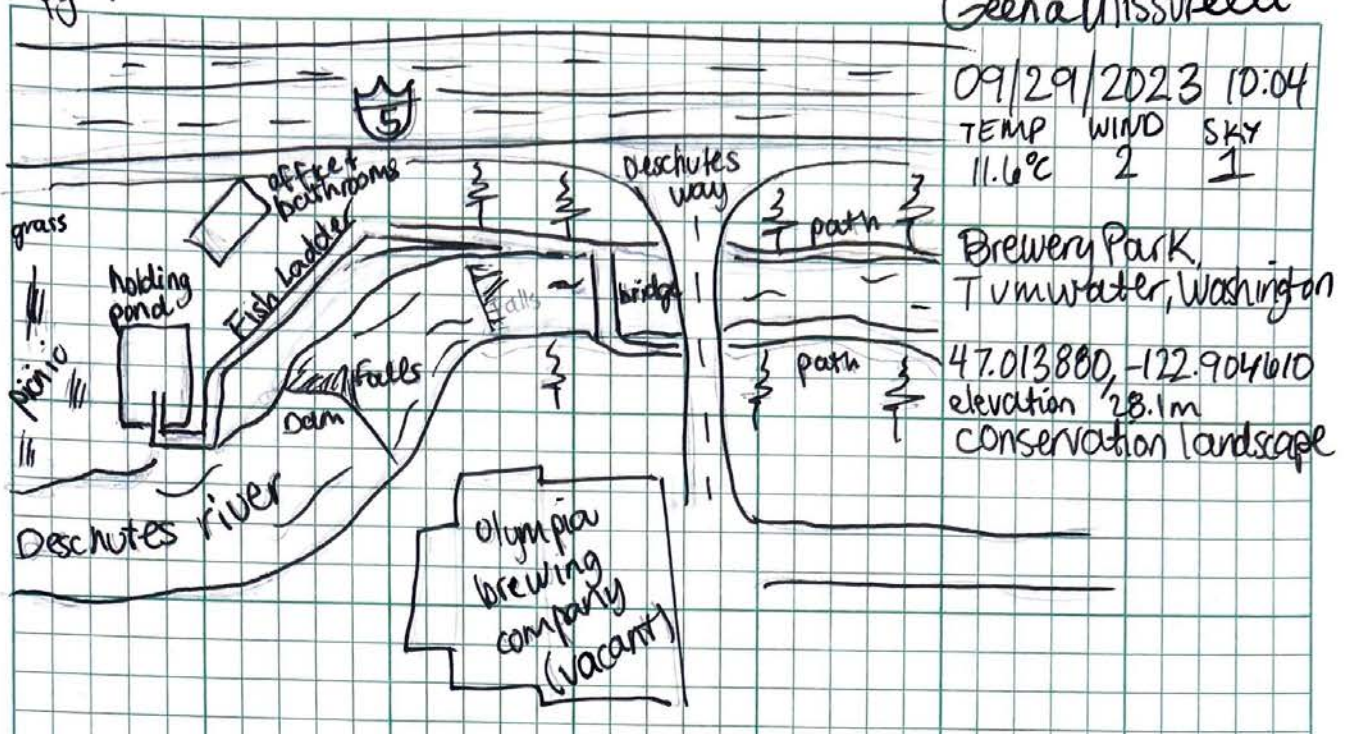 09/29/2023 10:04
TEMP WIND SKY
11.6°C 2 1
Brewery Park,
Tumwater, Washington
47.013880, -122.904610
elevation 28.1m
conservation landscape
5
office +
bathrooms
Deschutes
way
path
grass
Fish Ladder
holding
pond
falls
bridge
picnic
falls
path
Dam
Deschutes river
Olympia
brewing
company
(vacant)